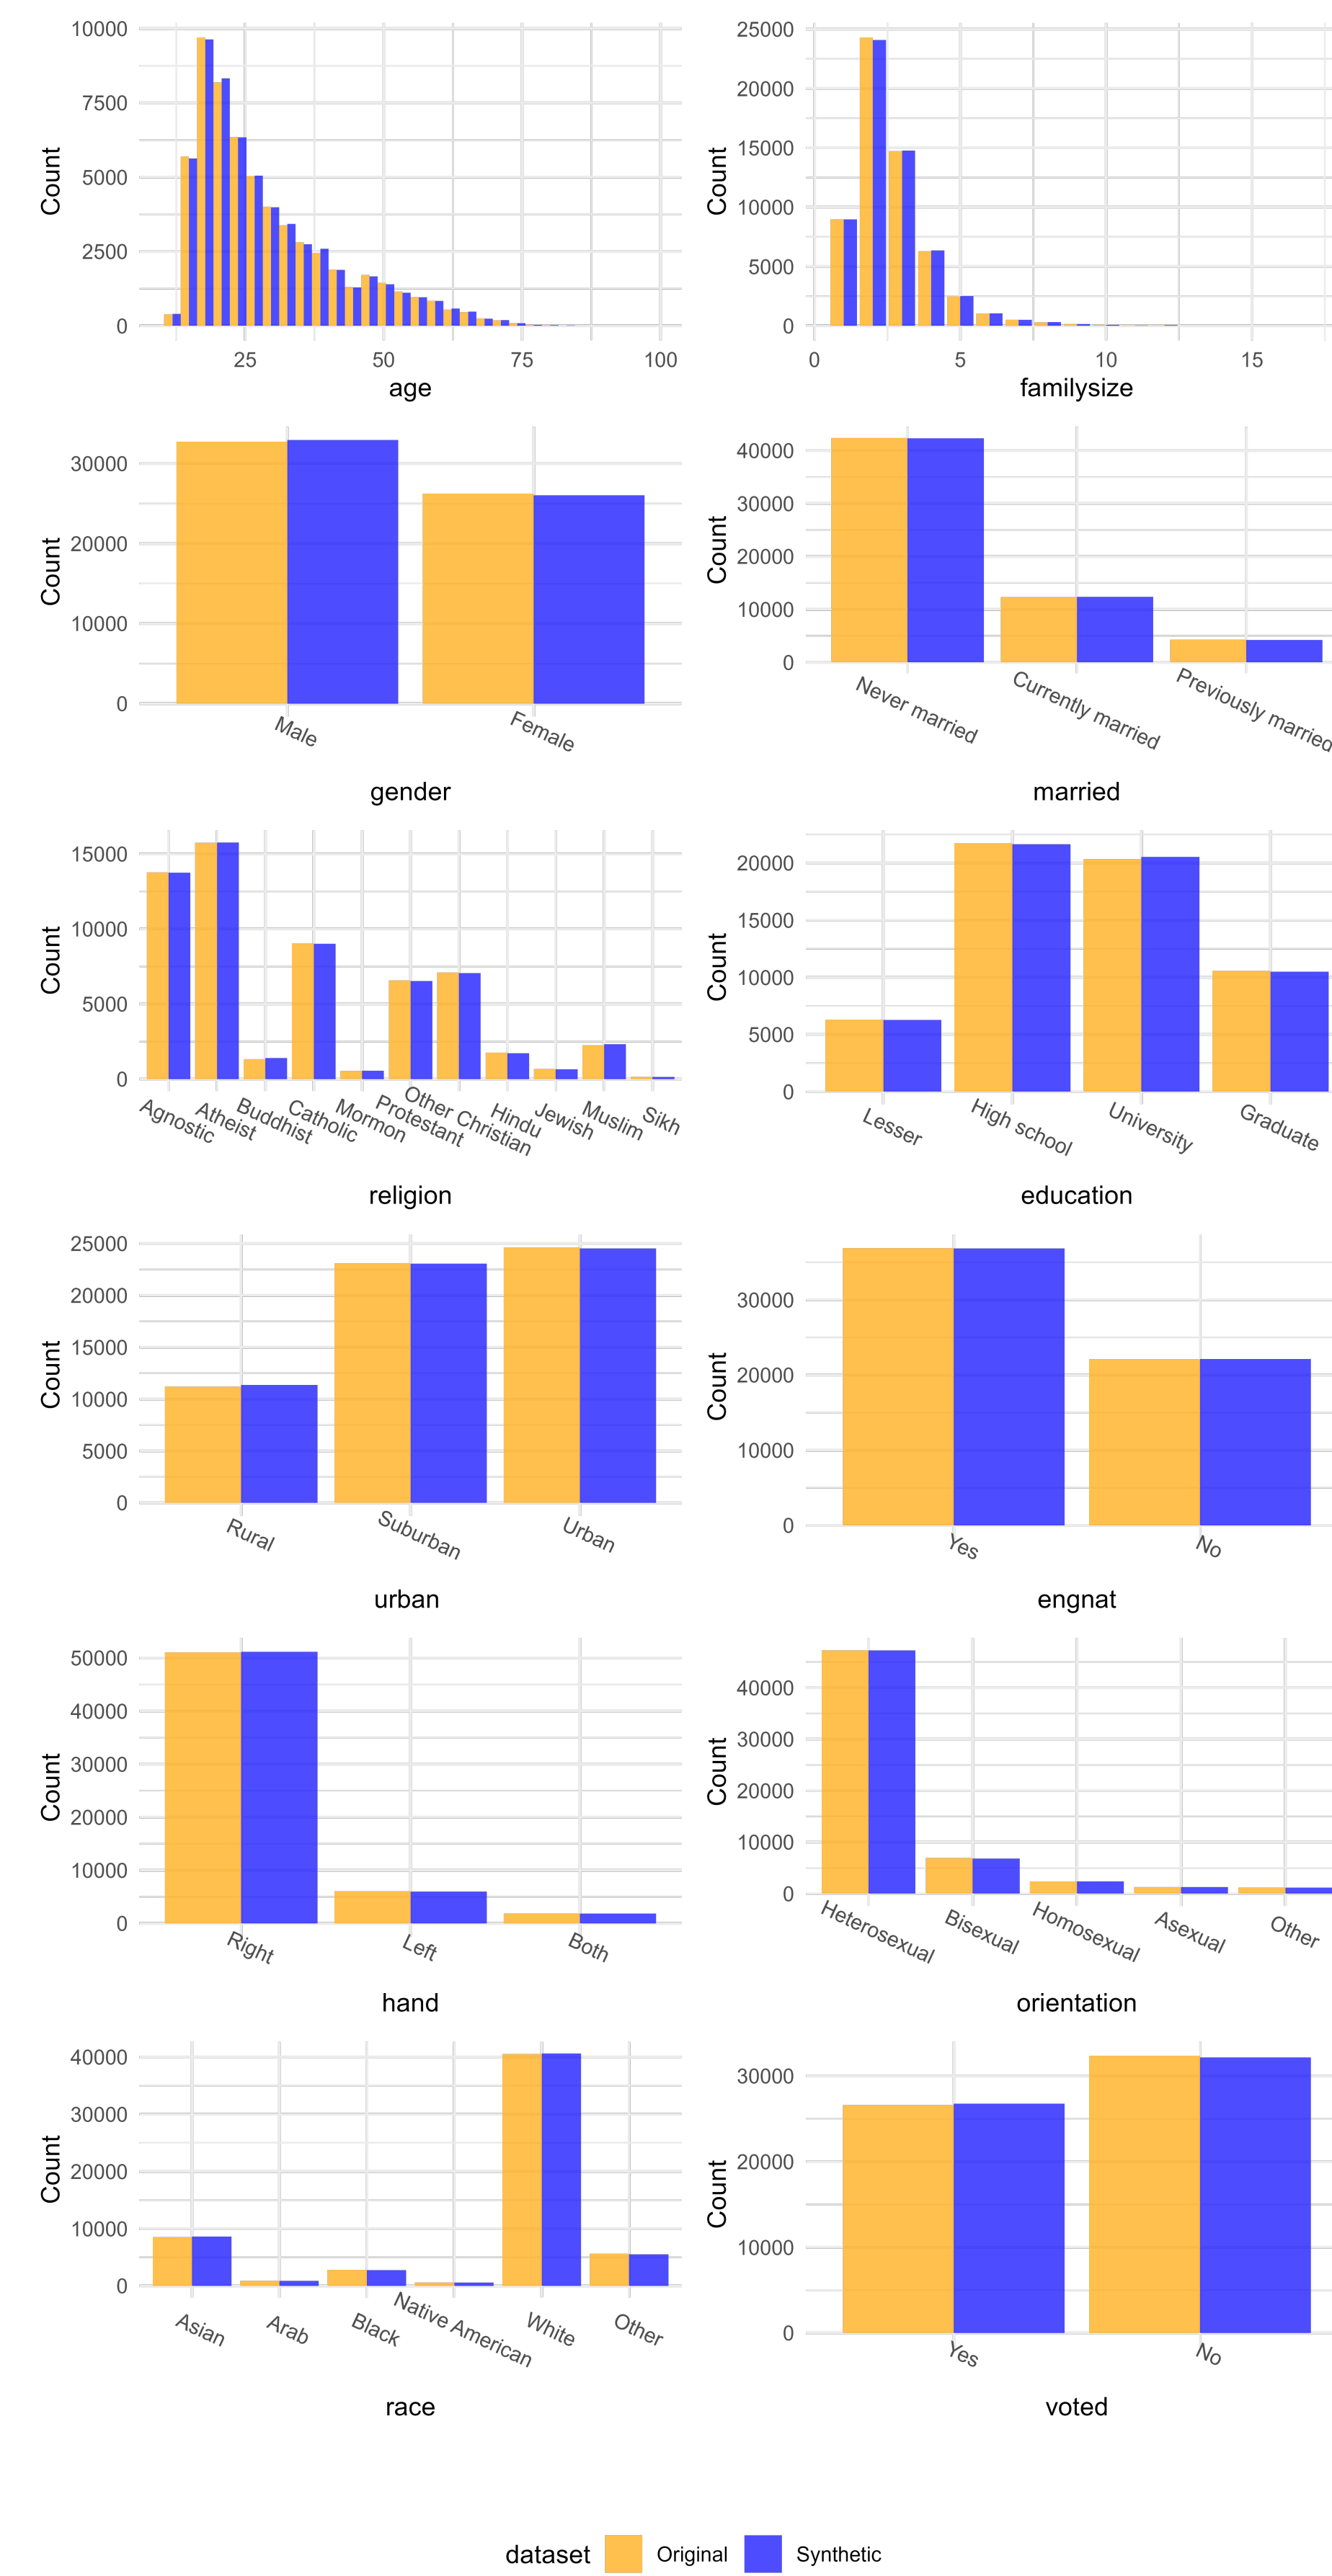 10000
7500
5000
2500
0
Count
25 50 75 100
age
25000
20000
15000
10000
5000
0
Count
0 5 10 15
familysize
30000
20000
10000
0
Count
Male Female
gender
40000
30000
20000
10000
0
Count
Never married Currently married Previously married
married
15000
10000
5000
0
Count
Agnostic Atheist Buddhist Catholic Mormon Protestant Other Christian Hindu Jewish Muslim Sikh
religion
20000
15000
10000
5000
0
Count
Lesser High school University Graduate
education
25000
20000
15000
10000
5000
0
Count
Rural Suburban Urban
urban
30000
20000
10000
0
Count
Yes No
engnat
50000
40000
30000
20000
10000
0
Count
Right Left Both
hand
40000
30000
20000
10000
0
Count
Heterosexual Bisexual Homosexual Asexual Other
orientation
40000
30000
20000
10000
0
Count
Asian Arab Black Native American White Other
race
30000
20000
10000
0
Count
Yes No
voted
dataset Original Synthetic